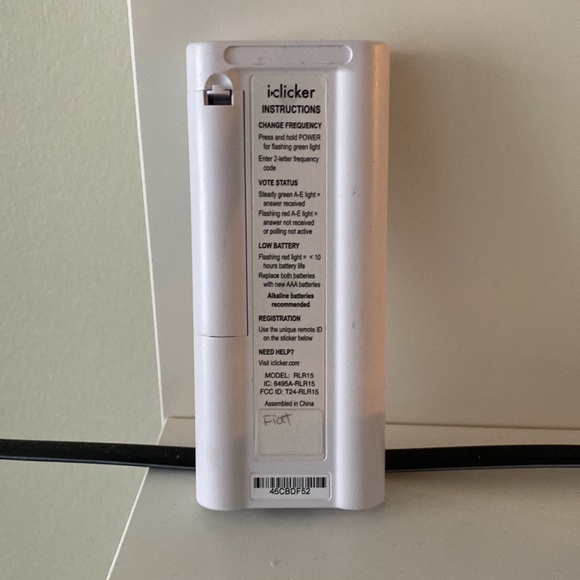 i>clicker
INSTRUCTIONS
CHANGE FREQUENCY
Press and hold POWER
for flashing green light
Enter 2-letter frequency
code
VOTE STATUS
Steady green A-E light =
answer received
Flashing red A-E light =
answer not received
or polling not active
LOW BATTERY
Flashing red light = < 10
hours battery life
Replace both batteries
with new AAA batteries
Alkaline batteries
recommended
REGISTRATION
Use the unique remote ID
on the sticker below
NEED HELP?
Visit iclicker.com
MODEL: RLR15
IC: 6495A-RLR15
FCC ID: T24-RLR15
Assembled in China
Fiat
46CBDF52